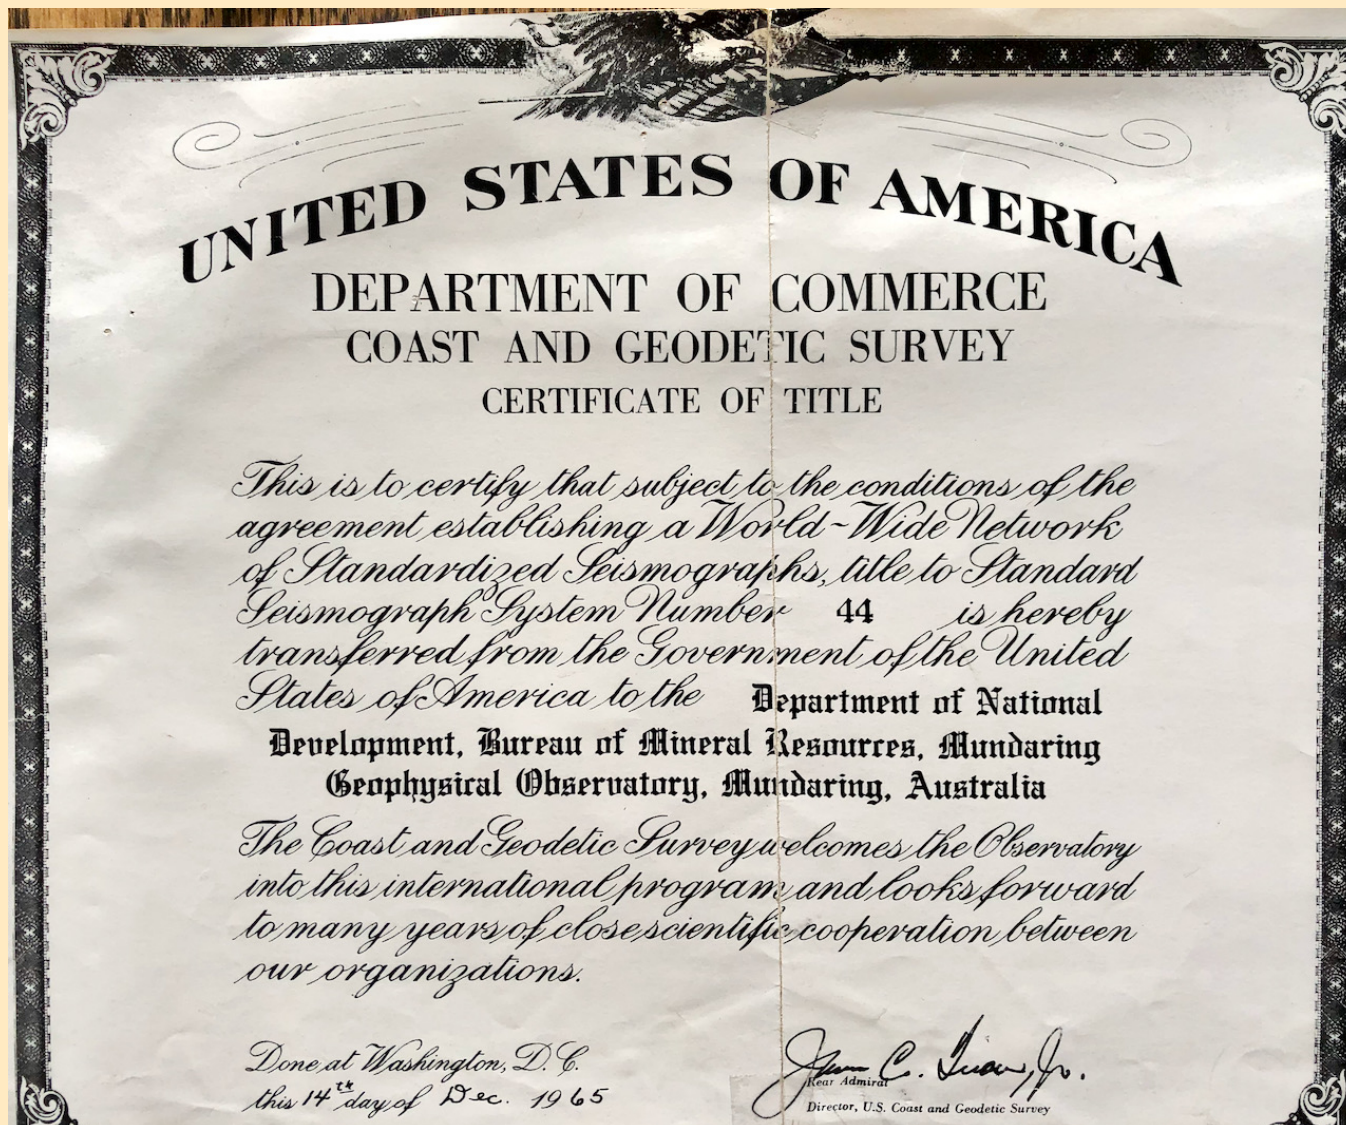 UNITED STATES OF AMERICA
DEPARTMENT OF COMMERCE
COAST AND GEODETIC SURVEY
CERTIFICATE OF TITLE
This is to certify that subject to the conditions of the
agreement establishing a World-Wide Network
of Standardized Seismographs, title to Standard
Seismograph System Number 44 is hereby
transferred from the Government of the United
States of America to the Department of National
Development, Bureau of Mineral Resources, Mundaring
Geophysical Observatory, Mundaring, Australia
The Coast and Geodetic Survey welcomes the Observatory
into this international program and looks forward
to many years of close scientific cooperation between
our organizations.
Done at Washington, D.C.
this 14th day of Dec. 1965
Jr.
Rear Admiral
Director, U.S. Coast and Geodetic Survey